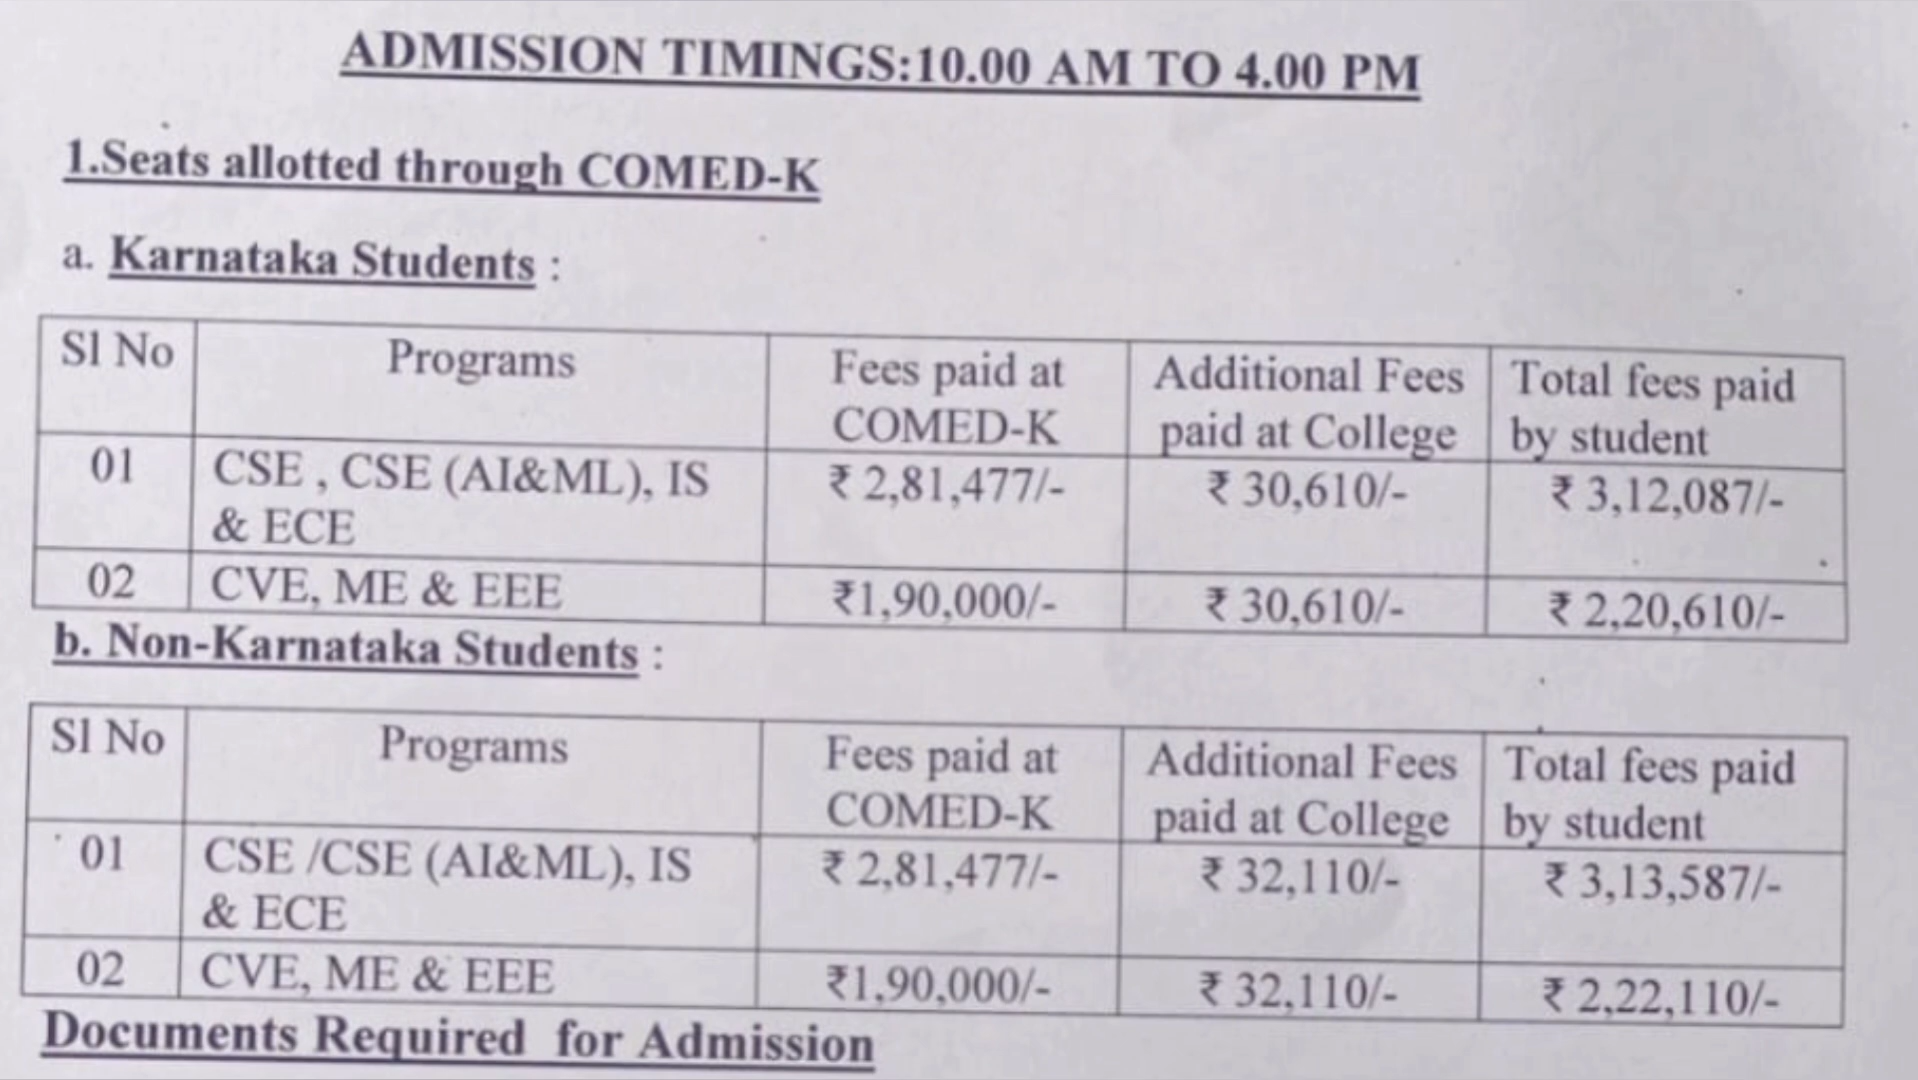 ADMISSION TIMINGS:10.00 AM TO 4.00 PM
1.Seats allotted through COMED-K
a. Karnataka Students :
Sl No Programs Fees paid at COMED-K Additional Fees paid at College Total fees paid by student
01 CSE , CSE (AI&ML), IS & ECE ₹ 2,81,477/- ₹ 30,610/- ₹ 3,12,087/-
02 CVE, ME & EEE ₹1,90,000/- ₹ 30,610/- ₹ 2,20,610/-
b. Non-Karnataka Students :
Sl No Programs Fees paid at COMED-K Additional Fees paid at College Total fees paid by student
01 CSE /CSE (AI&ML), IS & ECE ₹ 2,81,477/- ₹ 32,110/- ₹ 3,13,587/-
02 CVE, ME & EEE ₹1,90,000/- ₹ 32,110/- ₹ 2,22,110/-
Documents Required for Admission